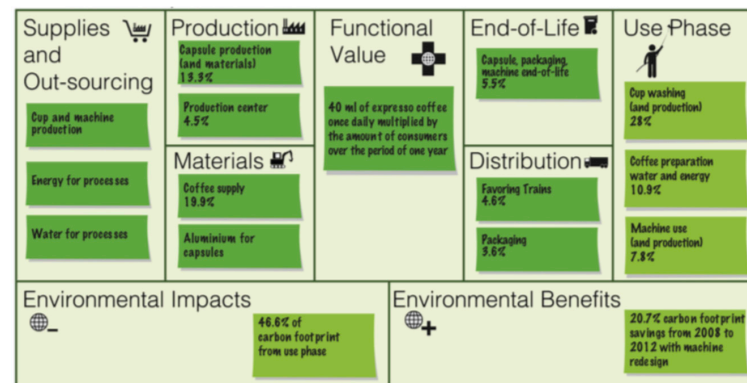 Supplies
and
Out-sourcing
Cup and machine
production
Energy for processes
Water for processes
Production
Capsule production
(and materials)
13.3%
Production center
4.5%
Materials
Coffee supply
19.9%
Aluminium for
capsules
Functional
Value
40 ml of expresso coffee
once daily multiplied by
the amount of consumers
over the period of one year
End-of-Life
Capsule, packaging,
machine end-of-life
5.5%
Distribution
Favoring Trains
4.6%
Packaging
3.6%
Use Phase
Cup washing
(and production)
28%
Coffee preparation
water and energy
10.9%
Machine use
(and production)
7.8%
Environmental Impacts
46.6% of
carbon footprint
from use phase
Environmental Benefits
20.7% carbon footprint
savings from 2008 to
2012 with machine
redesign